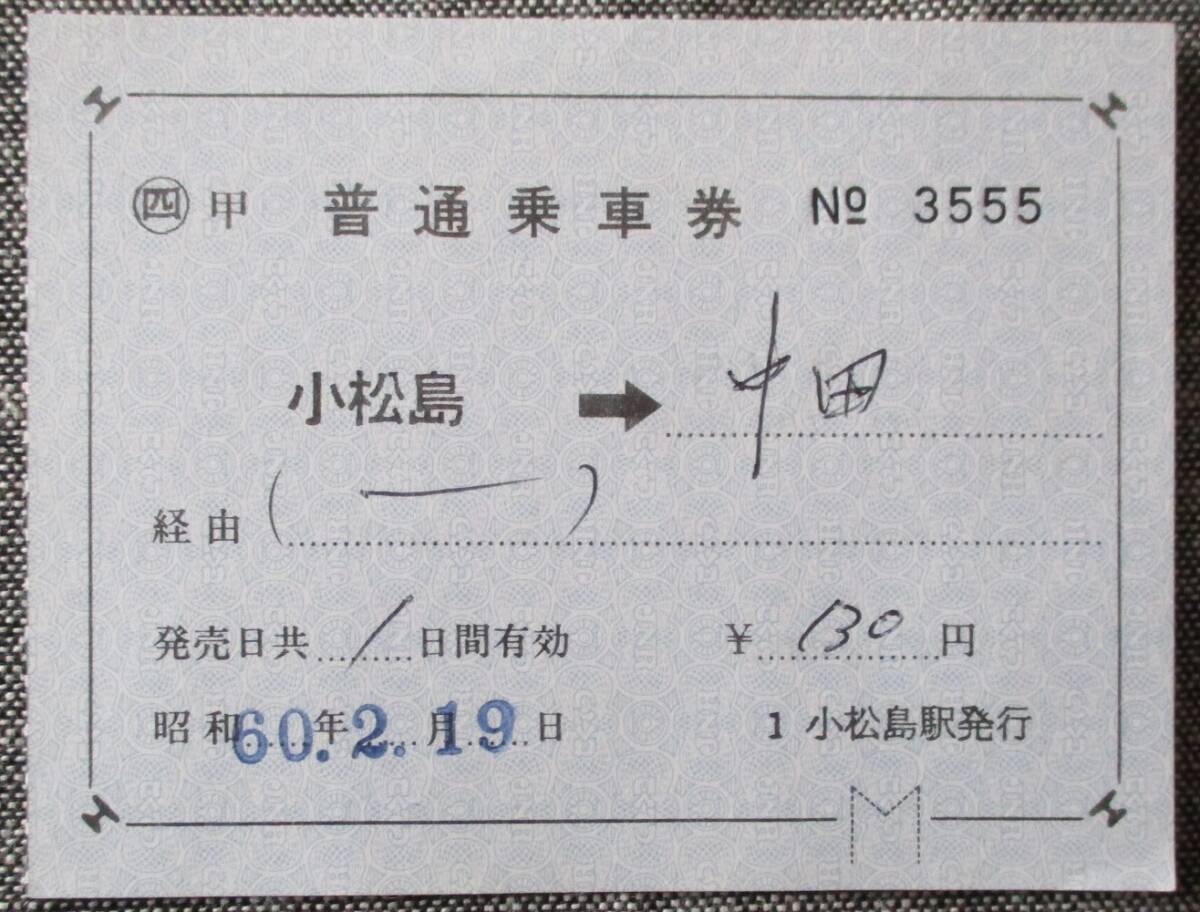 ㊃甲 普通乗車券 № 3555
小松島 ➡ 中田
経由 ( ― )
発売日共 1 日間有効 ¥ 130 円
昭和 60.年 2.月 19 日 1 小松島駅発行